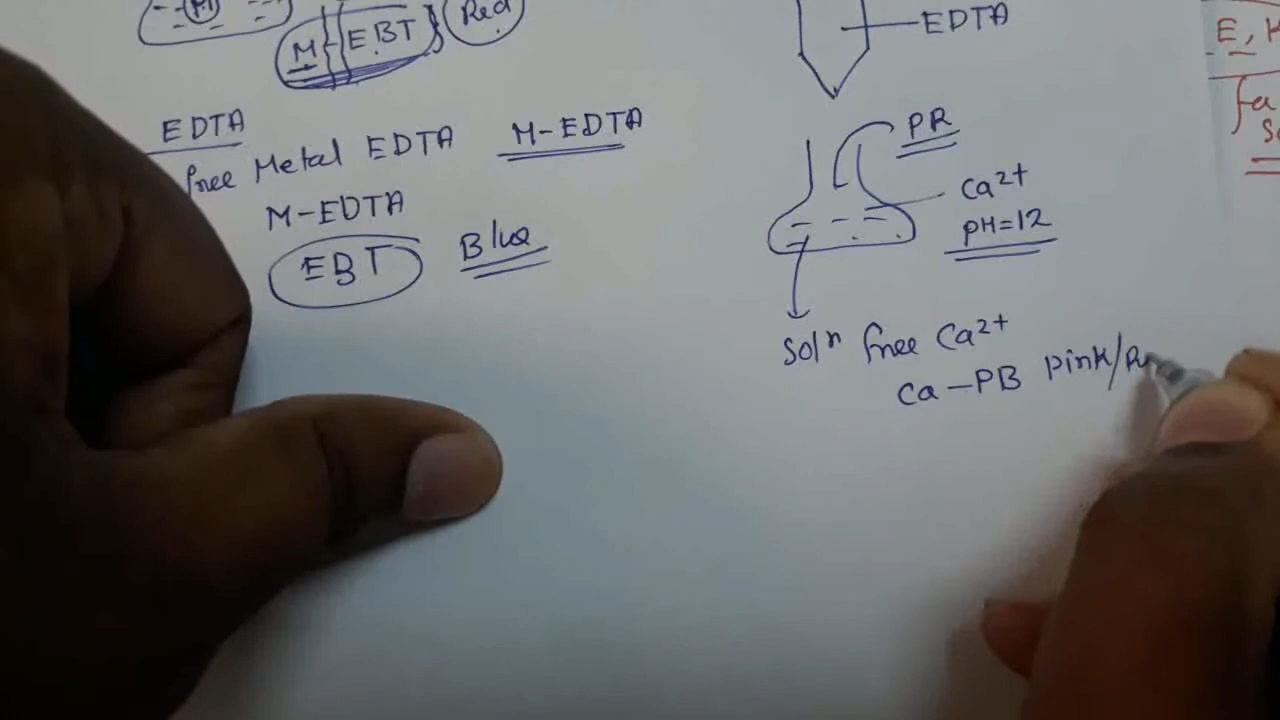 M
M EBT Red
EDTA
free Metal EDTA M-EDTA
M-EDTA
EBT Blue
EDTA
PR
Ca2+
pH=12
Solⁿ free Ca2+
Ca-PB Pink/
E,
fa